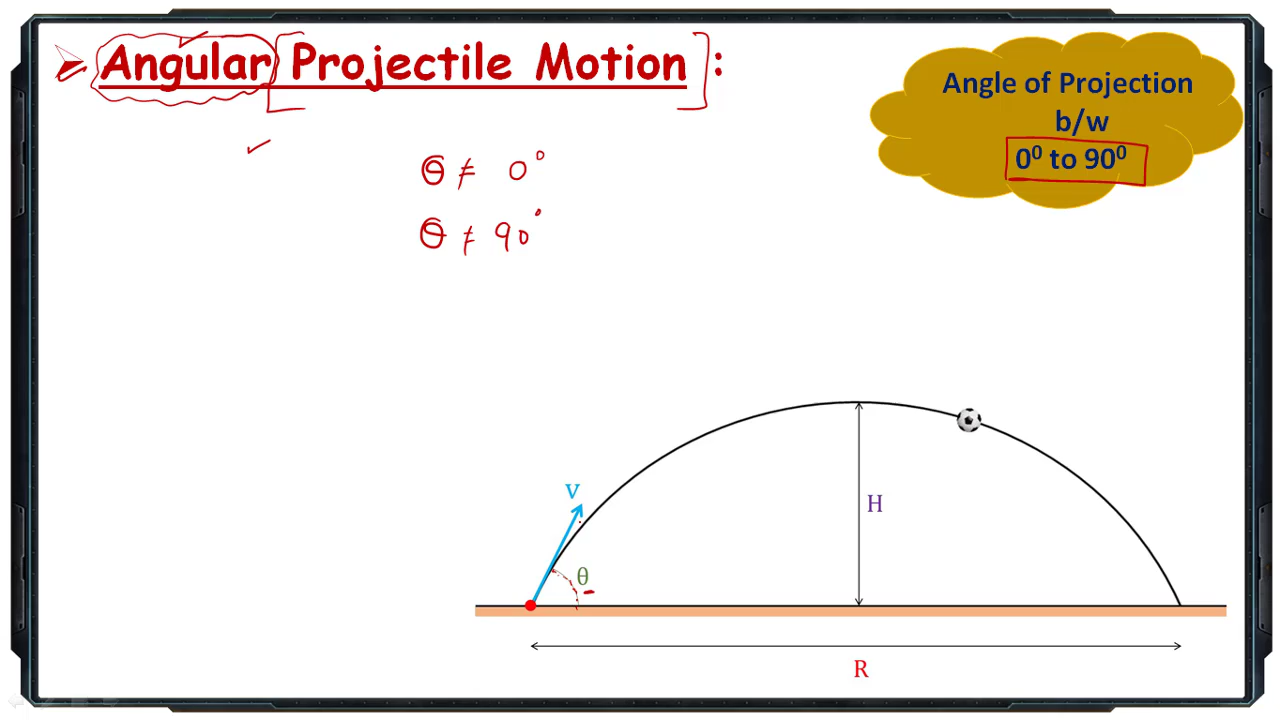 Angular Projectile Motion :
Angle of Projection
b/w
0⁰ to 90⁰
θ ≠ 0°
θ ≠ 90°
v
H
θ
R